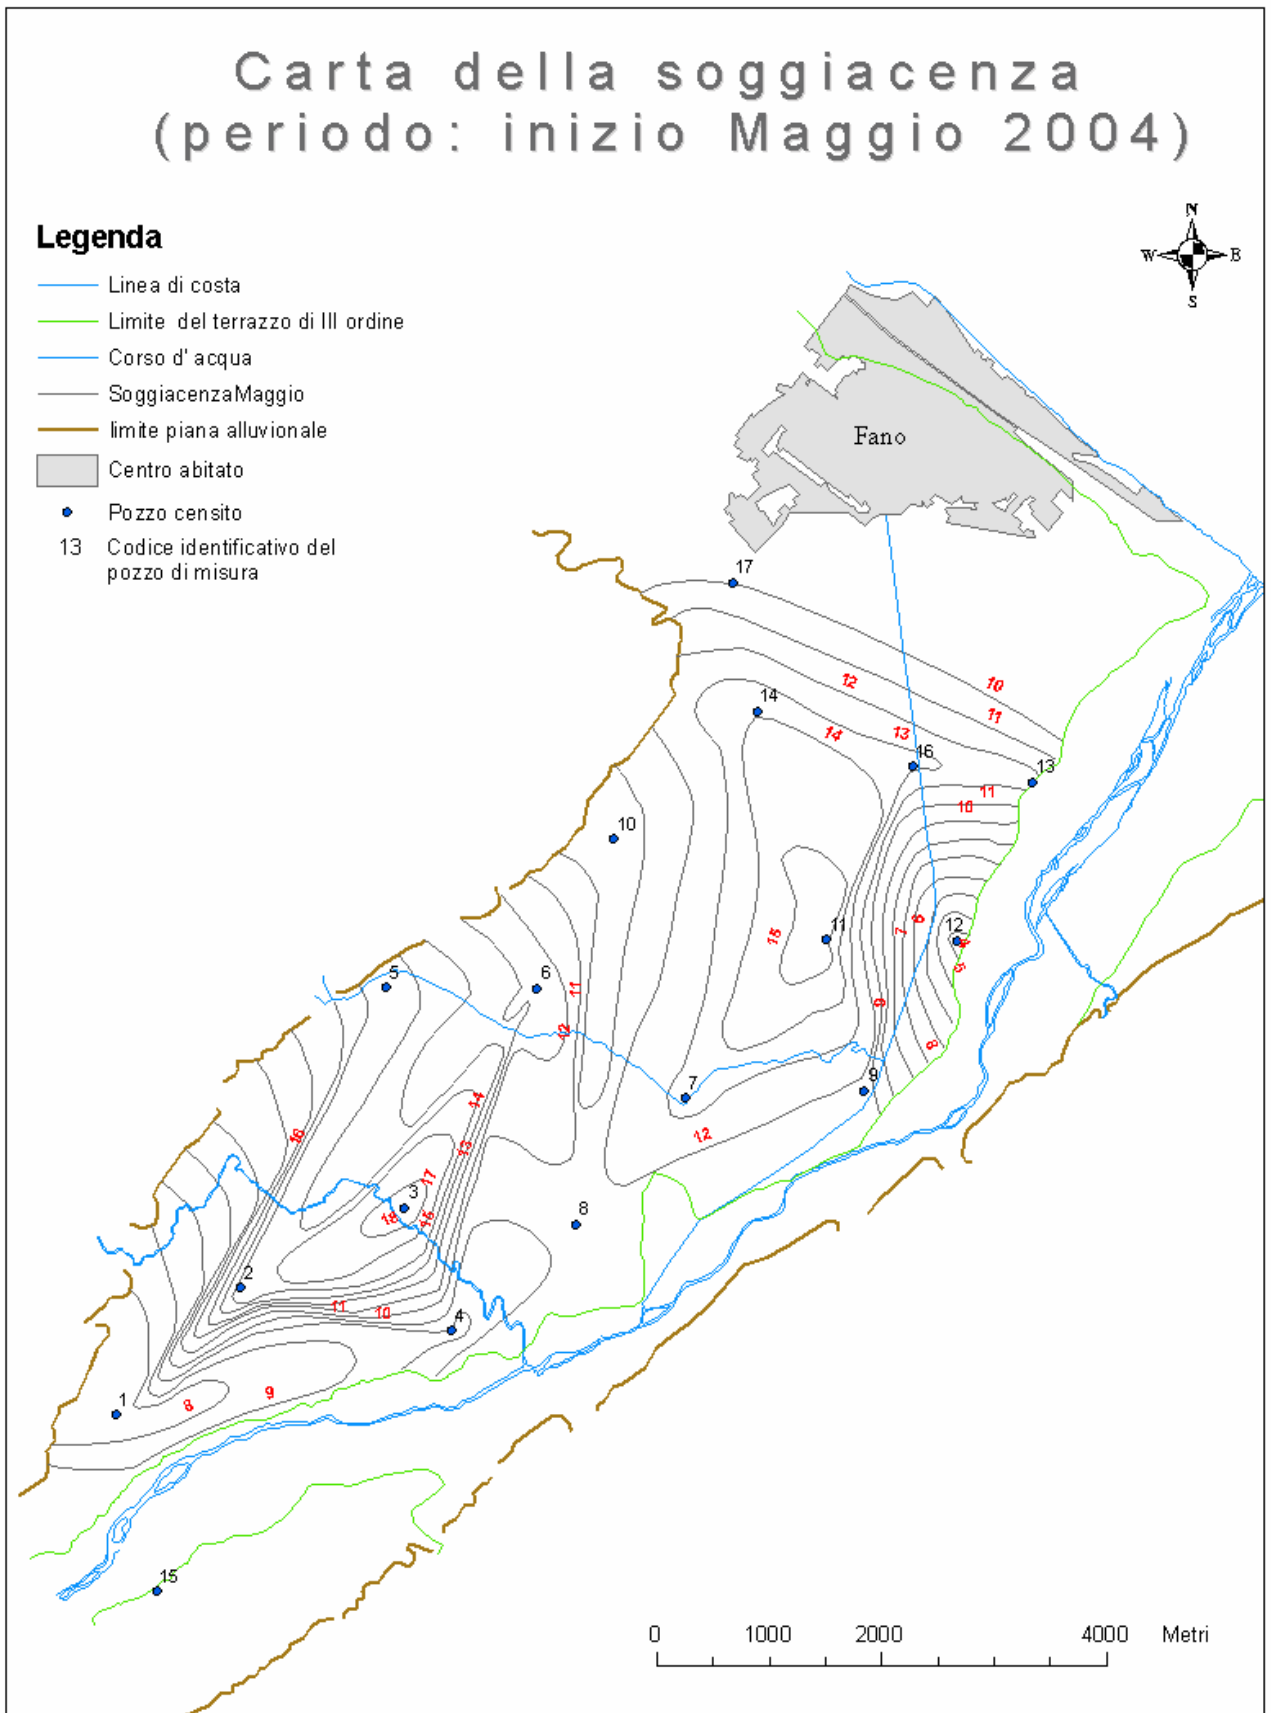 Carta della soggiacenza
(periodo: inizio Maggio 2004)
Legenda
Linea di costa
Limite del terrazzo di III ordine
Corso d' acqua
SoggiacenzaMaggio
limite piana alluvionale
Centro abitato
Pozzo censito
13 Codice identificativo del
pozzo di misura
N
W E
S
Fano
17
10
12
14
11
13
14
16
13
11
10
10
15
11
7
6
12
4
5
5
6
11
9
12
8
7
9
12
16
14
13
17
3
18
15
8
2
11
10
4
1
8
9
15
0 1000 2000 4000 Metri